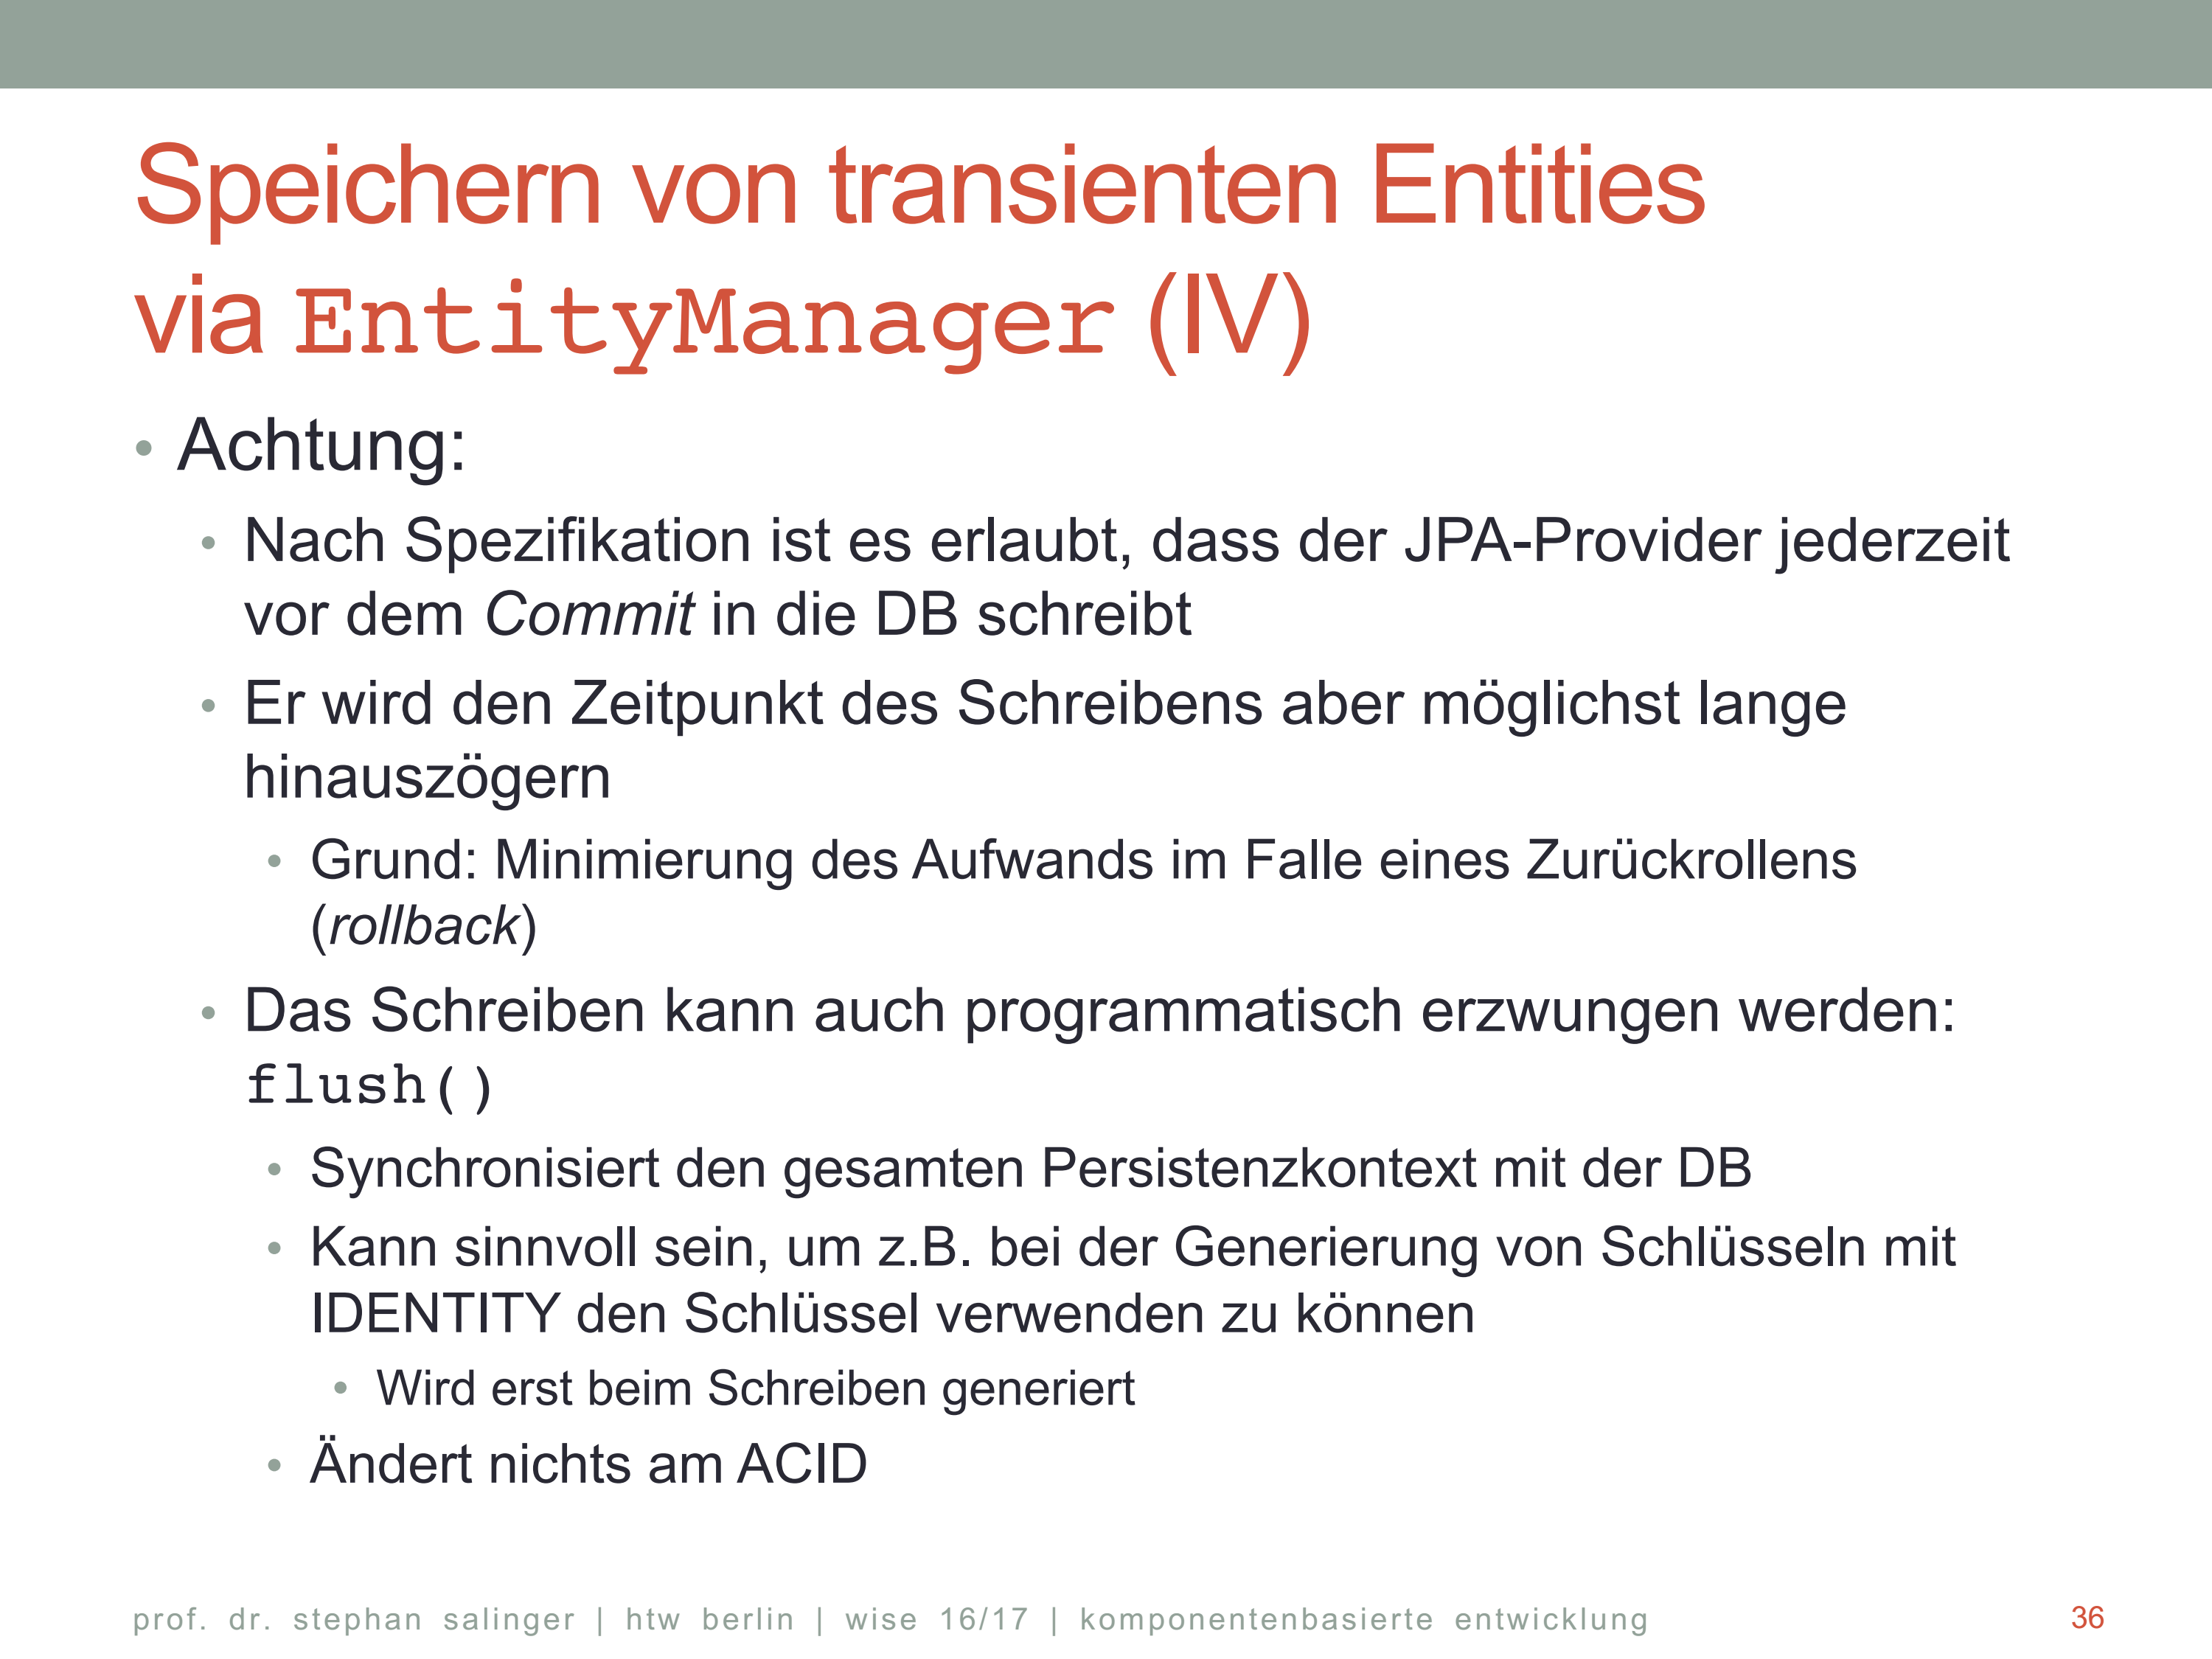 Speichern von transienten Entities
via EntityManager (IV)
• Achtung:
• Nach Spezifikation ist es erlaubt, dass der JPA-Provider jederzeit
vor dem Commit in die DB schreibt
• Er wird den Zeitpunkt des Schreibens aber möglichst lange
hinauszögern
• Grund: Minimierung des Aufwands im Falle eines Zurückrollens
(rollback)
• Das Schreiben kann auch programmatisch erzwungen werden:
flush()
• Synchronisiert den gesamten Persistenzkontext mit der DB
• Kann sinnvoll sein, um z.B. bei der Generierung von Schlüsseln mit
IDENTITY den Schlüssel verwenden zu können
• Wird erst beim Schreiben generiert
• Ändert nichts am ACID
prof. dr. stephan salinger | htw berlin | wise 16/17 | komponentenbasierte entwicklung
36